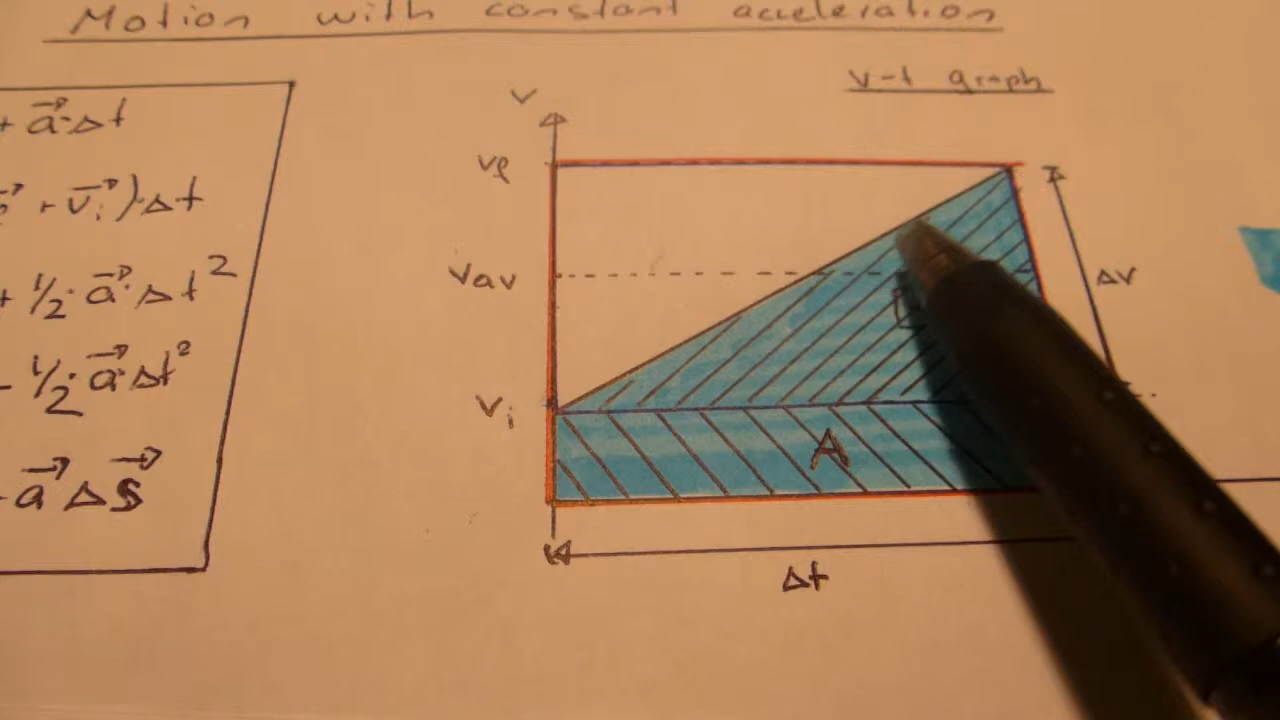 Motion with constant acceleration
v-t graph
+ a⃗·Δt
+ v⃗ᵢ)·Δt
+ 1/2·a⃗·Δt²
- 1/2·a⃗·Δt²
a⃗ Δs⃗
v
vf
vav
vi
Δv
A
Δt